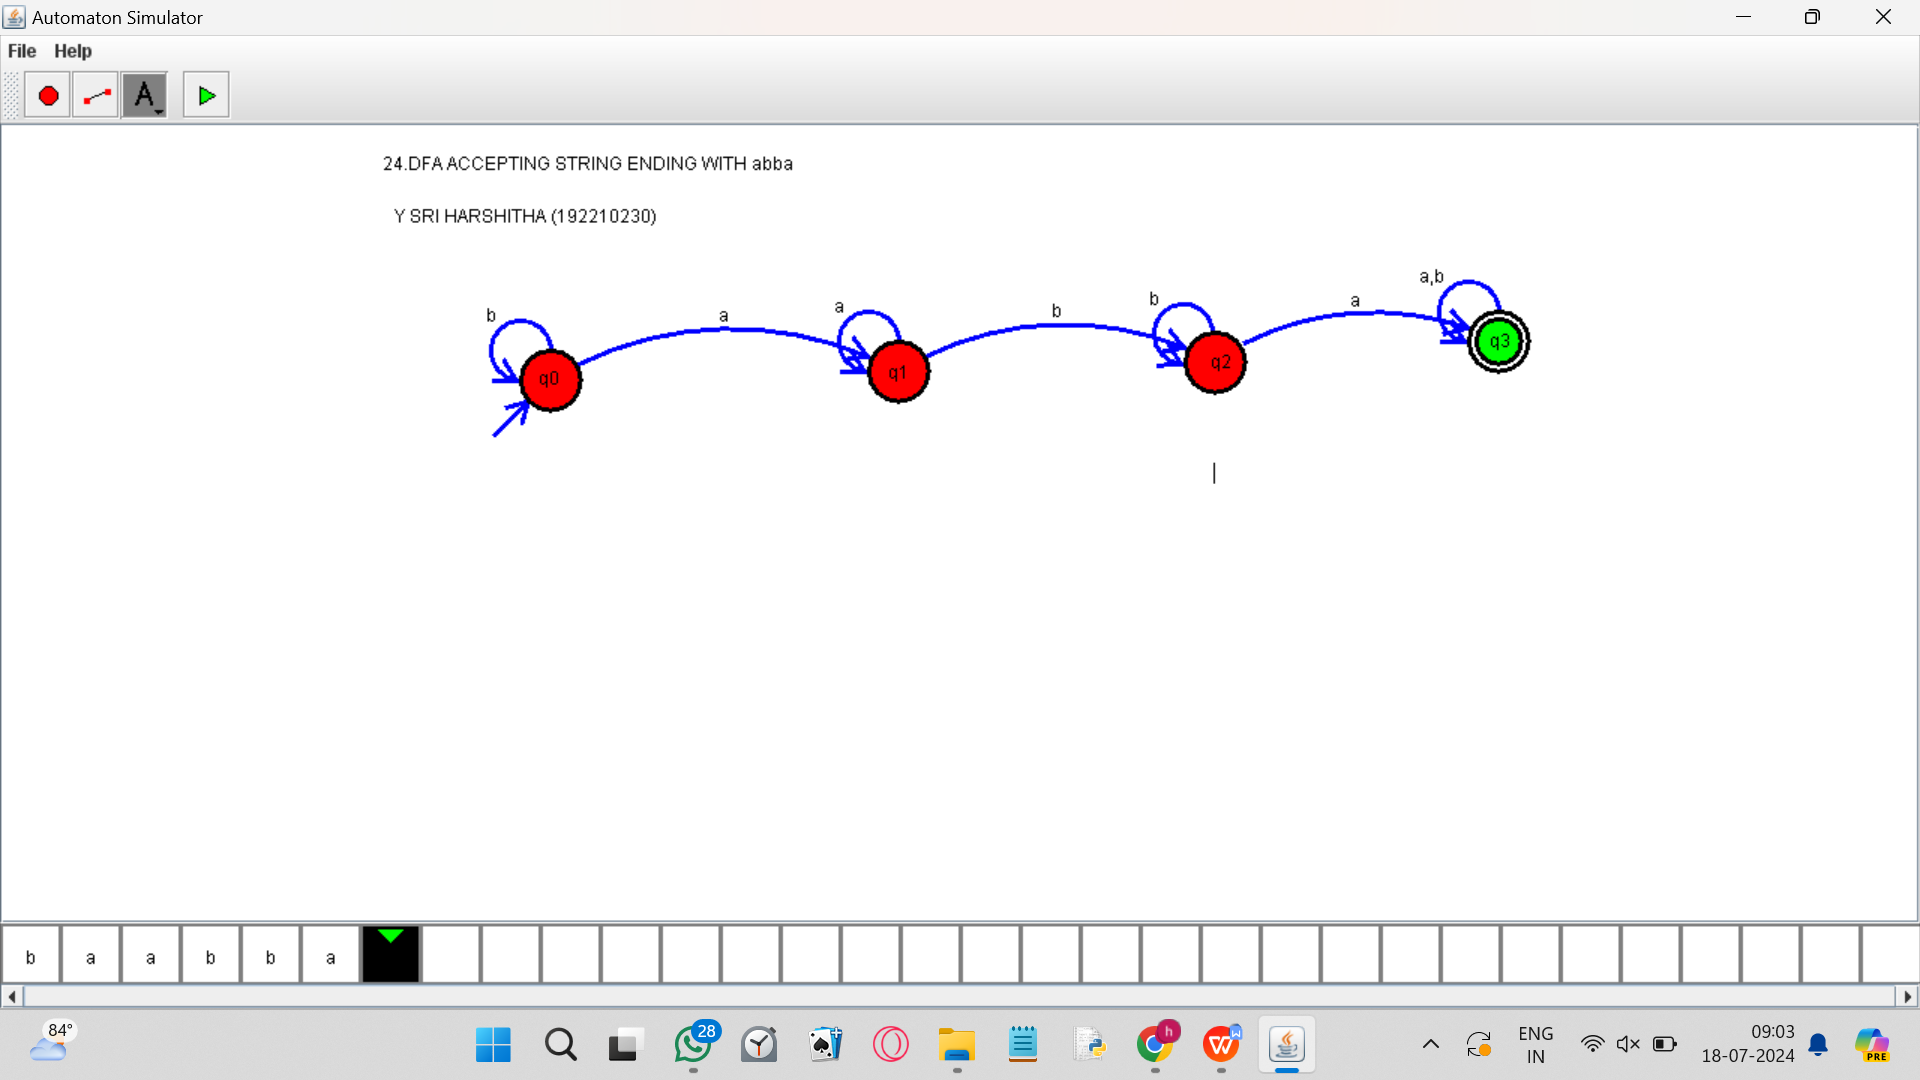 Automaton Simulator
File Help
A
24.DFA ACCEPTING STRING ENDING WITH abba
Y SRI HARSHITHA (192210230)
b a a b b a a,b
q0 q1 q2 q3
b a a b b a
84° 28 h W W ENG 09:03
IN 18-07-2024 PRE